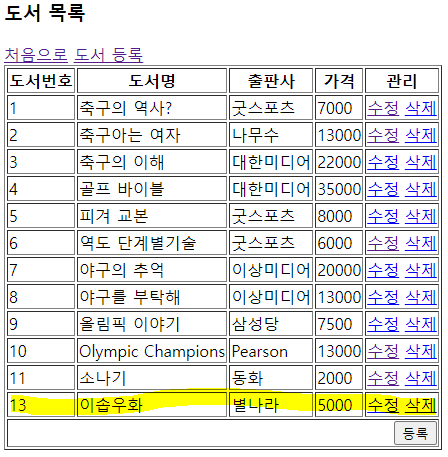 도서 목록
처음으로 도서 등록
도서번호 도서명 출판사 가격 관리
1 축구의 역사? 굿스포츠 7000 수정 삭제
2 축구아는 여자 나무수 13000 수정 삭제
3 축구의 이해 대한미디어 22000 수정 삭제
4 골프 바이블 대한미디어 35000 수정 삭제
5 피겨 교본 굿스포츠 8000 수정 삭제
6 역도 단계별기술 굿스포츠 6000 수정 삭제
7 야구의 추억 이상미디어 20000 수정 삭제
8 야구를 부탁해 이상미디어 13000 수정 삭제
9 올림픽 이야기 삼성당 7500 수정 삭제
10 Olympic Champions Pearson 13000 수정 삭제
11 소나기 동화 2000 수정 삭제
13 이솝우화 별나라 5000 수정 삭제
등록